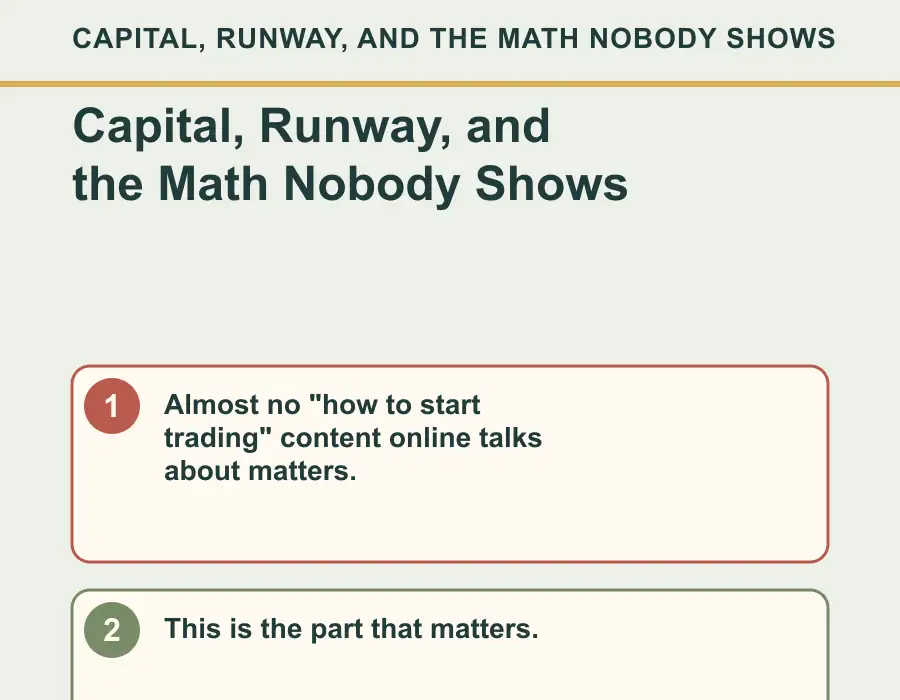 CAPITAL, RUNWAY, AND THE MATH NOBODY SHOWS
Capital, Runway, and
the Math Nobody Shows
1
Almost no "how to start
trading" content online talks
about matters.
2
This is the part that matters.